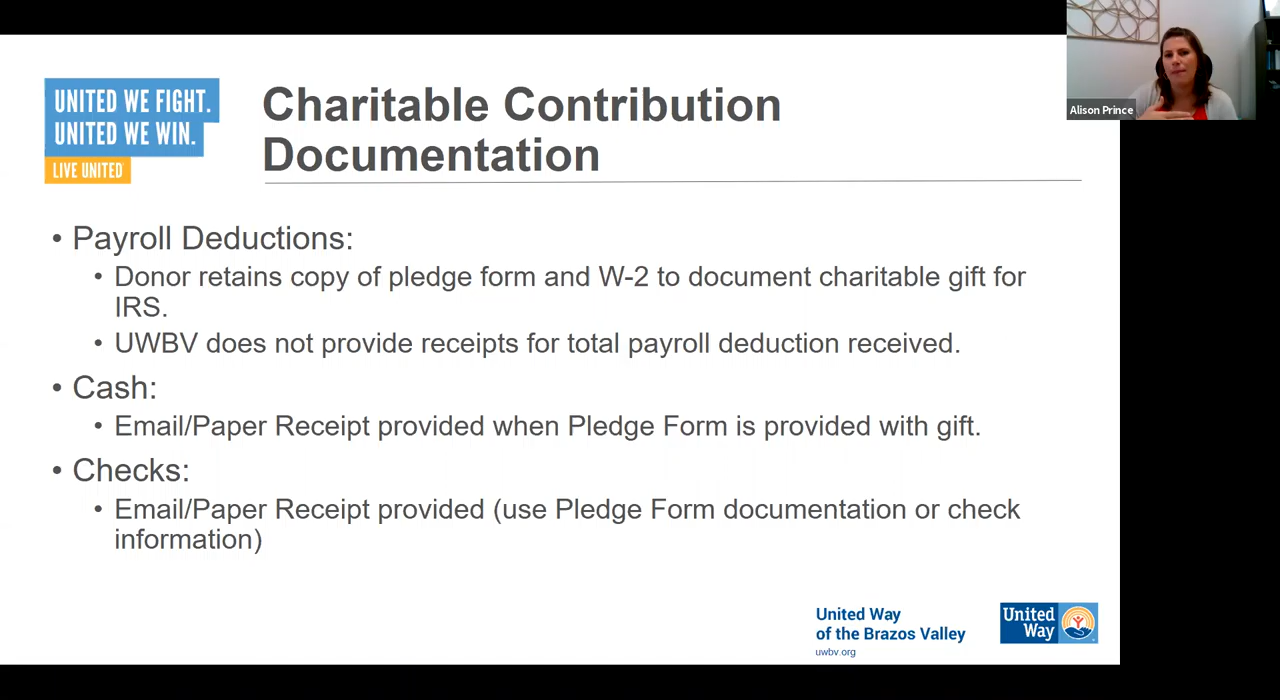 UNITED WE FIGHT.
UNITED WE WIN.
LIVE UNITED
Charitable Contribution
Documentation
Alison Prince
• Payroll Deductions:
• Donor retains copy of pledge form and W-2 to document charitable gift for
IRS.
• UWBV does not provide receipts for total payroll deduction received.
• Cash:
• Email/Paper Receipt provided when Pledge Form is provided with gift.
• Checks:
• Email/Paper Receipt provided (use Pledge Form documentation or check
information)
United Way
of the Brazos Valley
uwbv.org
United
Way